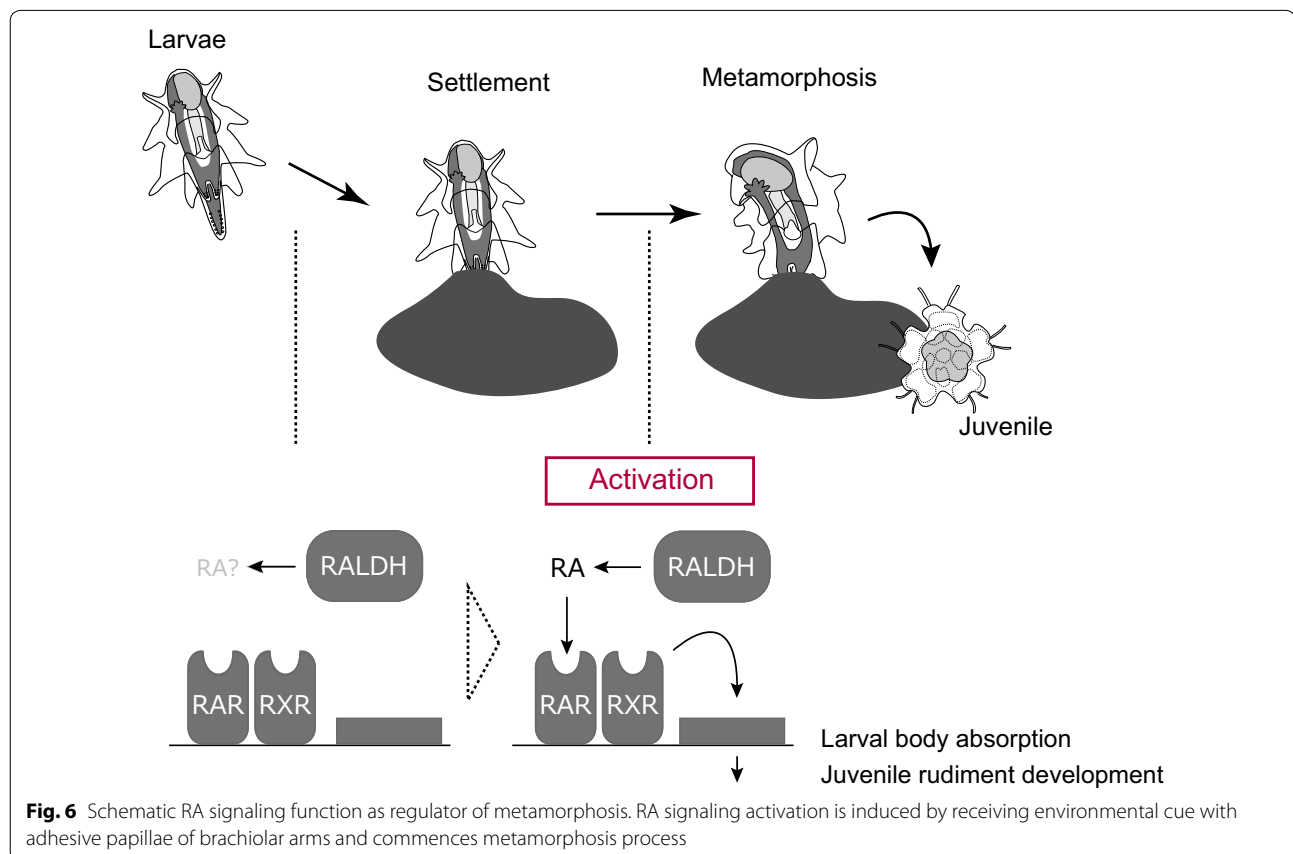 Larvae
Settlement
Metamorphosis
Juvenile
Activation
RA?
RALDH
RA
RALDH
RAR
RXR
RAR
RXR
Larval body absorption
Juvenile rudiment development
Fig. 6 Schematic RA signaling function as regulator of metamorphosis. RA signaling activation is induced by receiving environmental cue with
adhesive papillae of brachiolar arms and commences metamorphosis process